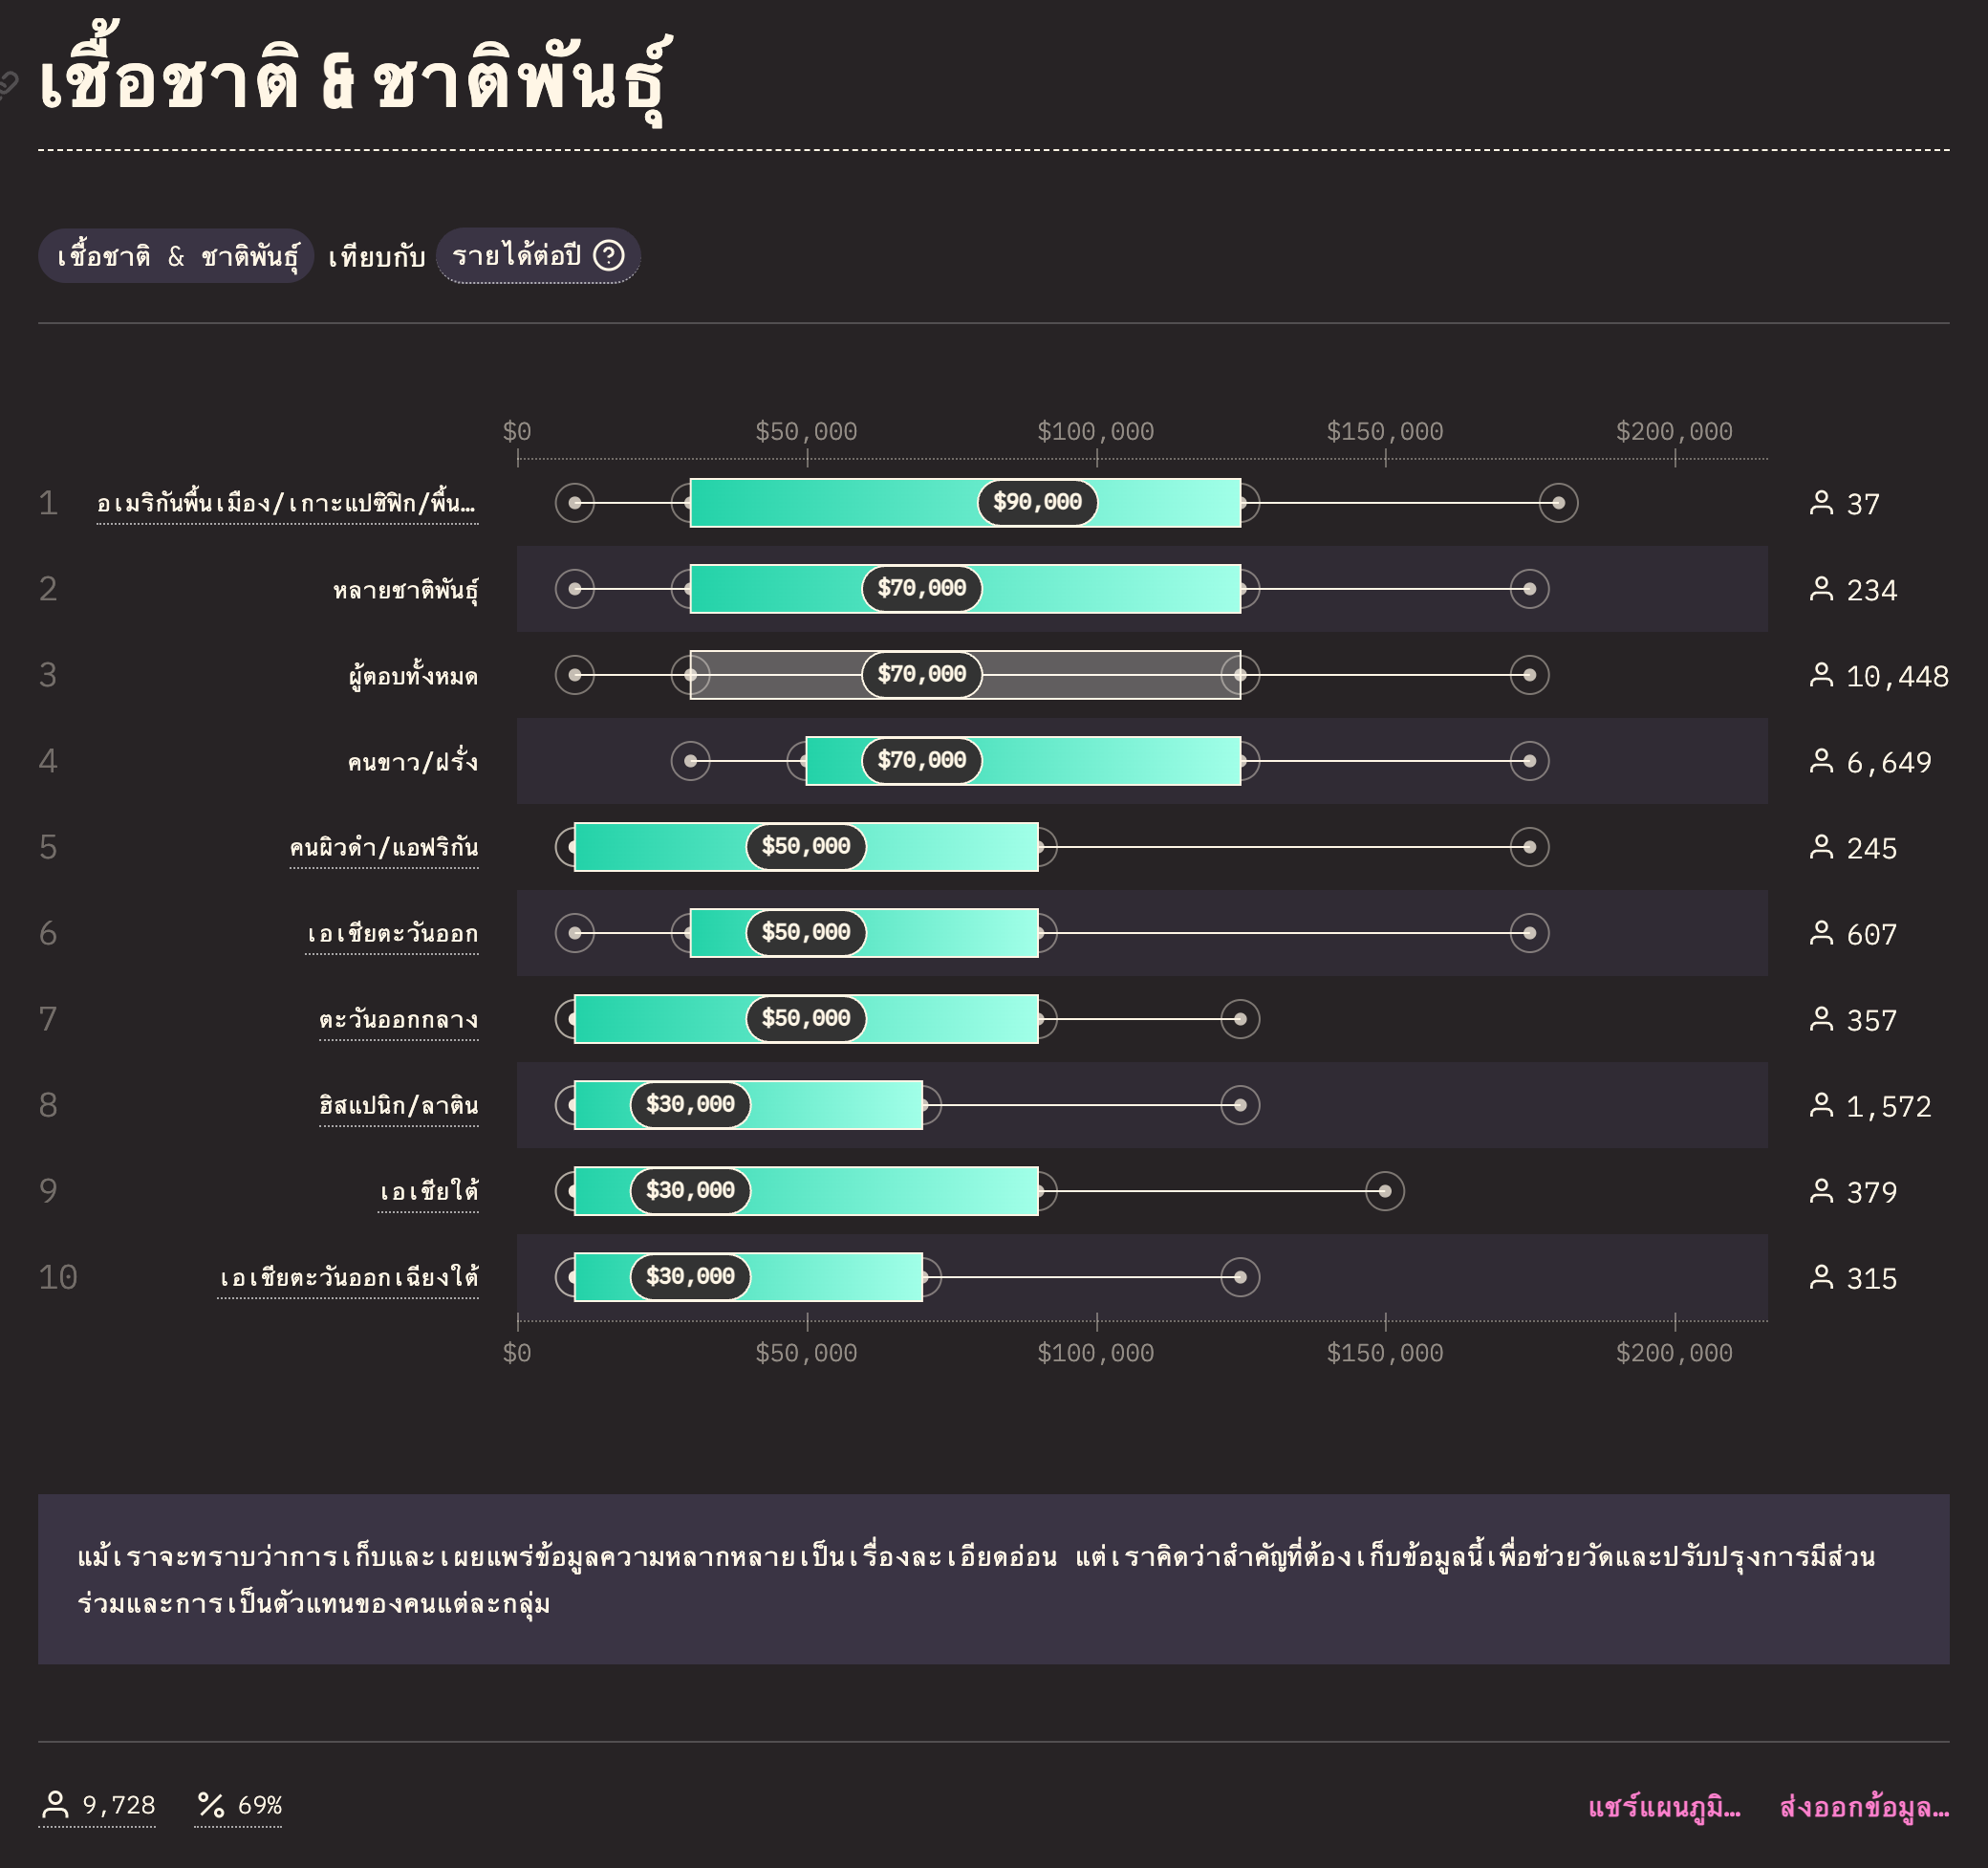 เชื้อชาติ & ชาติพันธุ์
เชื้อชาติ & ชาติพันธุ์ เทียบกับ รายได้ต่อปี ?
$0 $50,000 $100,000 $150,000 $200,000
1 อเมริกันพื้นเมือง/เกาะแปซิฟิก/พื้น… $90,000 37
2 หลายชาติพันธุ์ $70,000 234
3 ผู้ตอบทั้งหมด $70,000 10,448
4 คนขาว/ฝรั่ง $70,000 6,649
5 คนผิวดำ/แอฟริกัน $50,000 245
6 เอเชียตะวันออก $50,000 607
7 ตะวันออกกลาง $50,000 357
8 ฮิสแปนิก/ลาติน $30,000 1,572
9 เอเชียใต้ $30,000 379
10 เอเชียตะวันออกเฉียงใต้ $30,000 315
$0 $50,000 $100,000 $150,000 $200,000
แม้เราจะทราบว่าการเก็บและเผยแพร่ข้อมูลความหลากหลายเป็นเรื่องละเอียดอ่อน แต่เราคิดว่าสำคัญที่ต้องเก็บข้อมูลนี้เพื่อช่วยวัดและปรับปรุงการมีส่วน
ร่วมและการเป็นตัวแทนของคนแต่ละกลุ่ม
9,728 % 69% แชร์แผนภูมิ… ส่งออกข้อมูล…